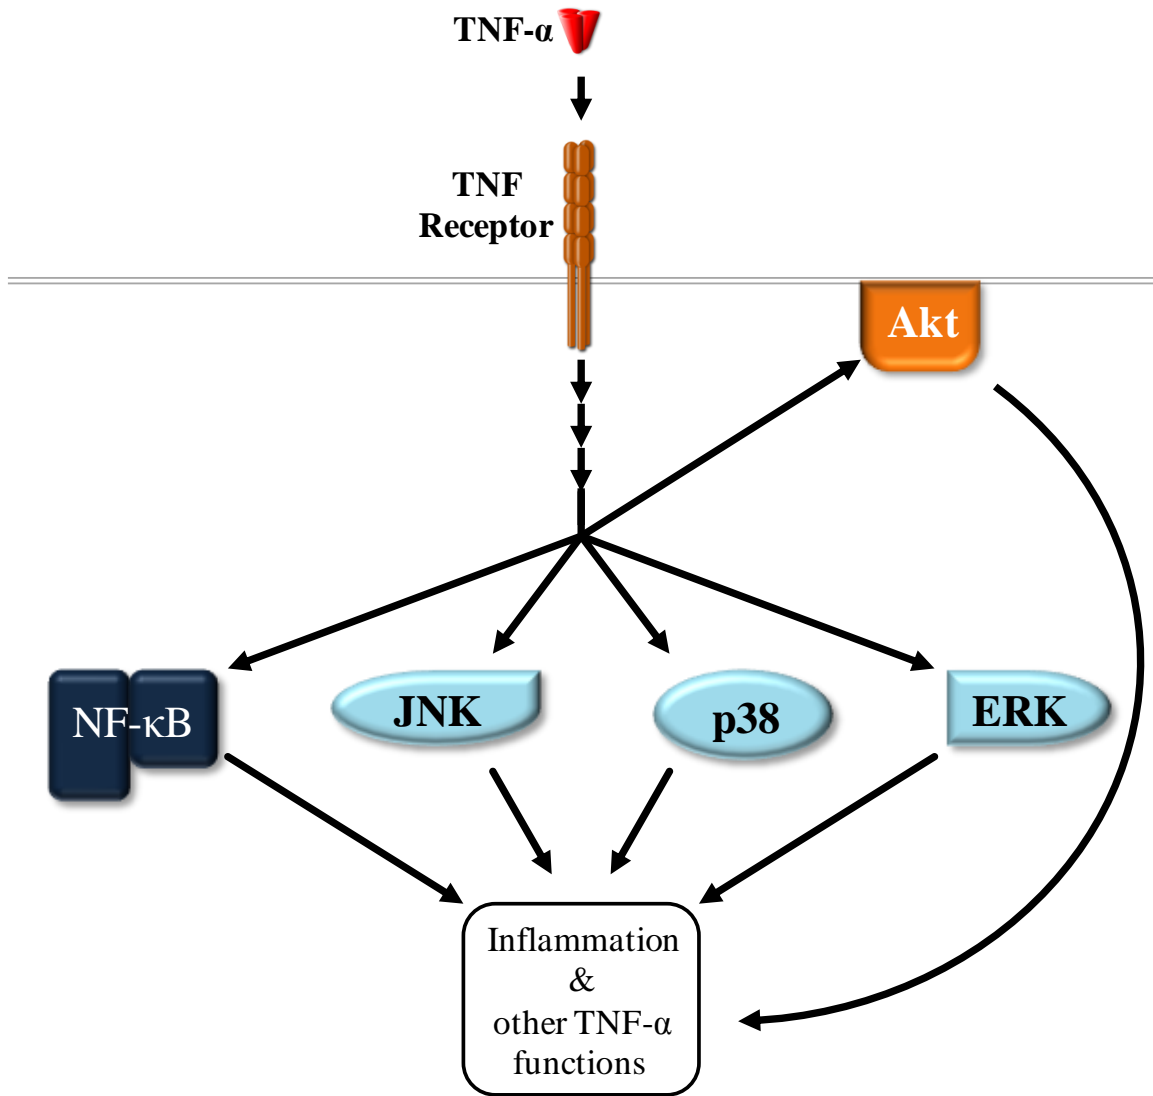 TNF-α
TNF
Receptor
Akt
NF-κB
JNK
p38
ERK
Inflammation
&
other TNF-α
functions